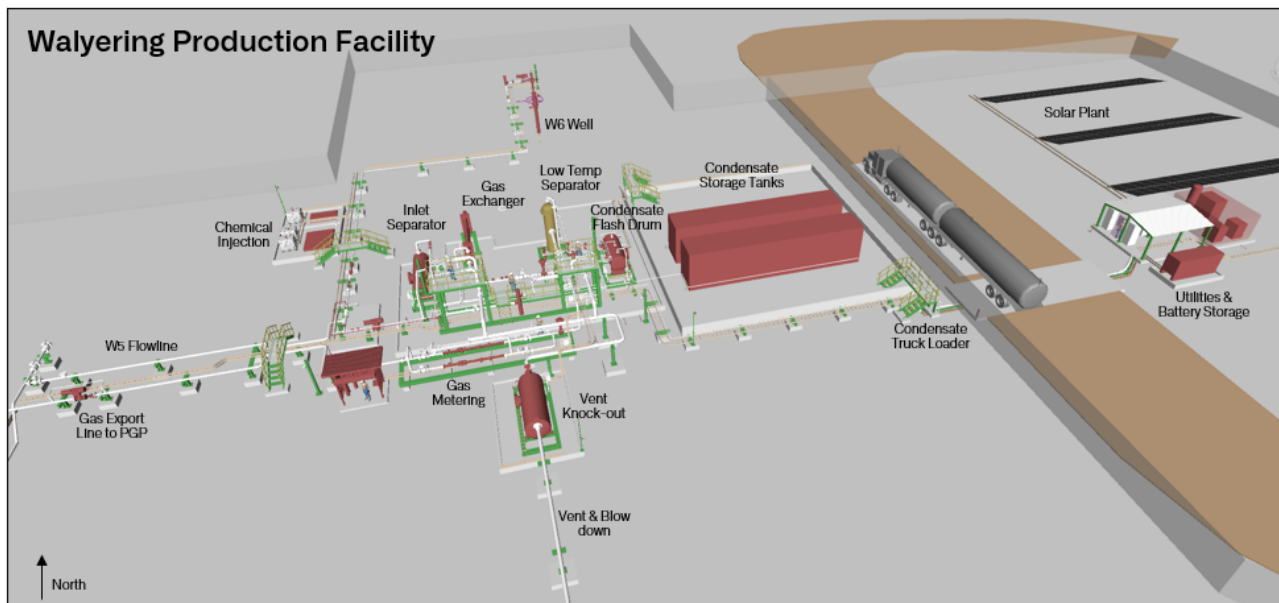 Walyering Production Facility
W6 Well
Solar Plant
Low Temp
Separator
Condensate
Storage Tanks
Gas
Exchanger
Chemical
Injection
Inlet
Separator
Condensate
Flash Drum
Utilities &
Battery Storage
Condensate
Truck Loader
W5 Flowline
Gas Export
Line to PGP
Gas
Metering
Vent
Knock-out
Vent & Blow
down
North